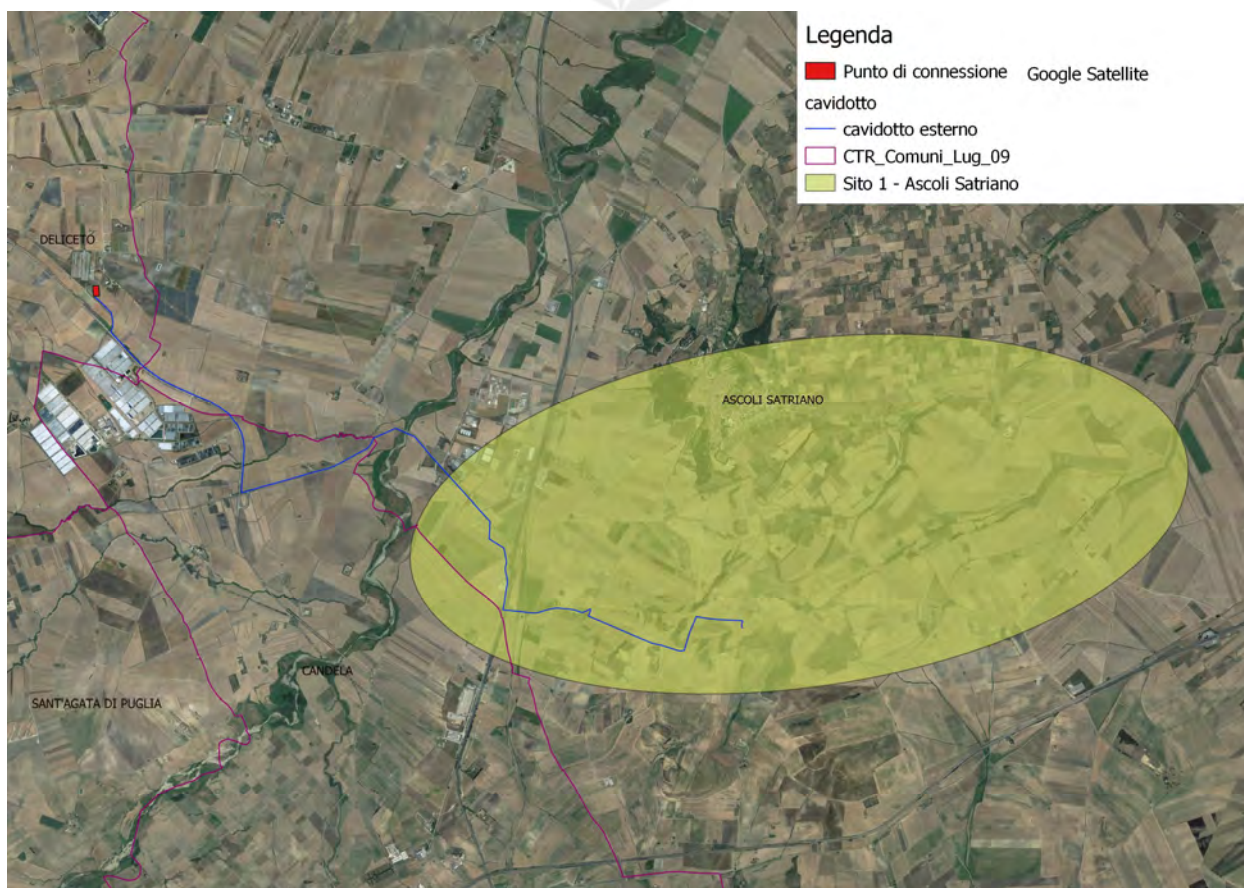 Legenda
Punto di connessione Google Satellite
cavidotto
cavidotto esterno
CTR_Comuni_Lug_09
Sito 1 - Ascoli Satriano
DELICETO
ASCOLI SATRIANO
CANDELA
SANT'AGATA DI PUGLIA